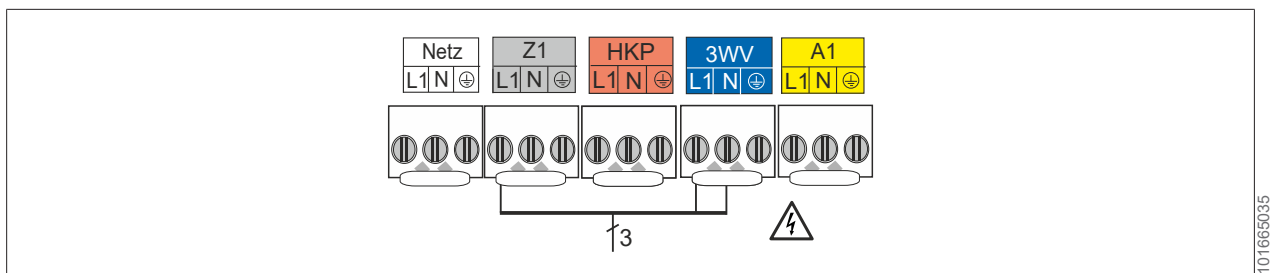 Netz Z1 HKP 3WV A1
L1 N ⏚ L1 N ⏚ L1 N ⏚ L1 N ⏚ L1 N ⏚
3
101665035